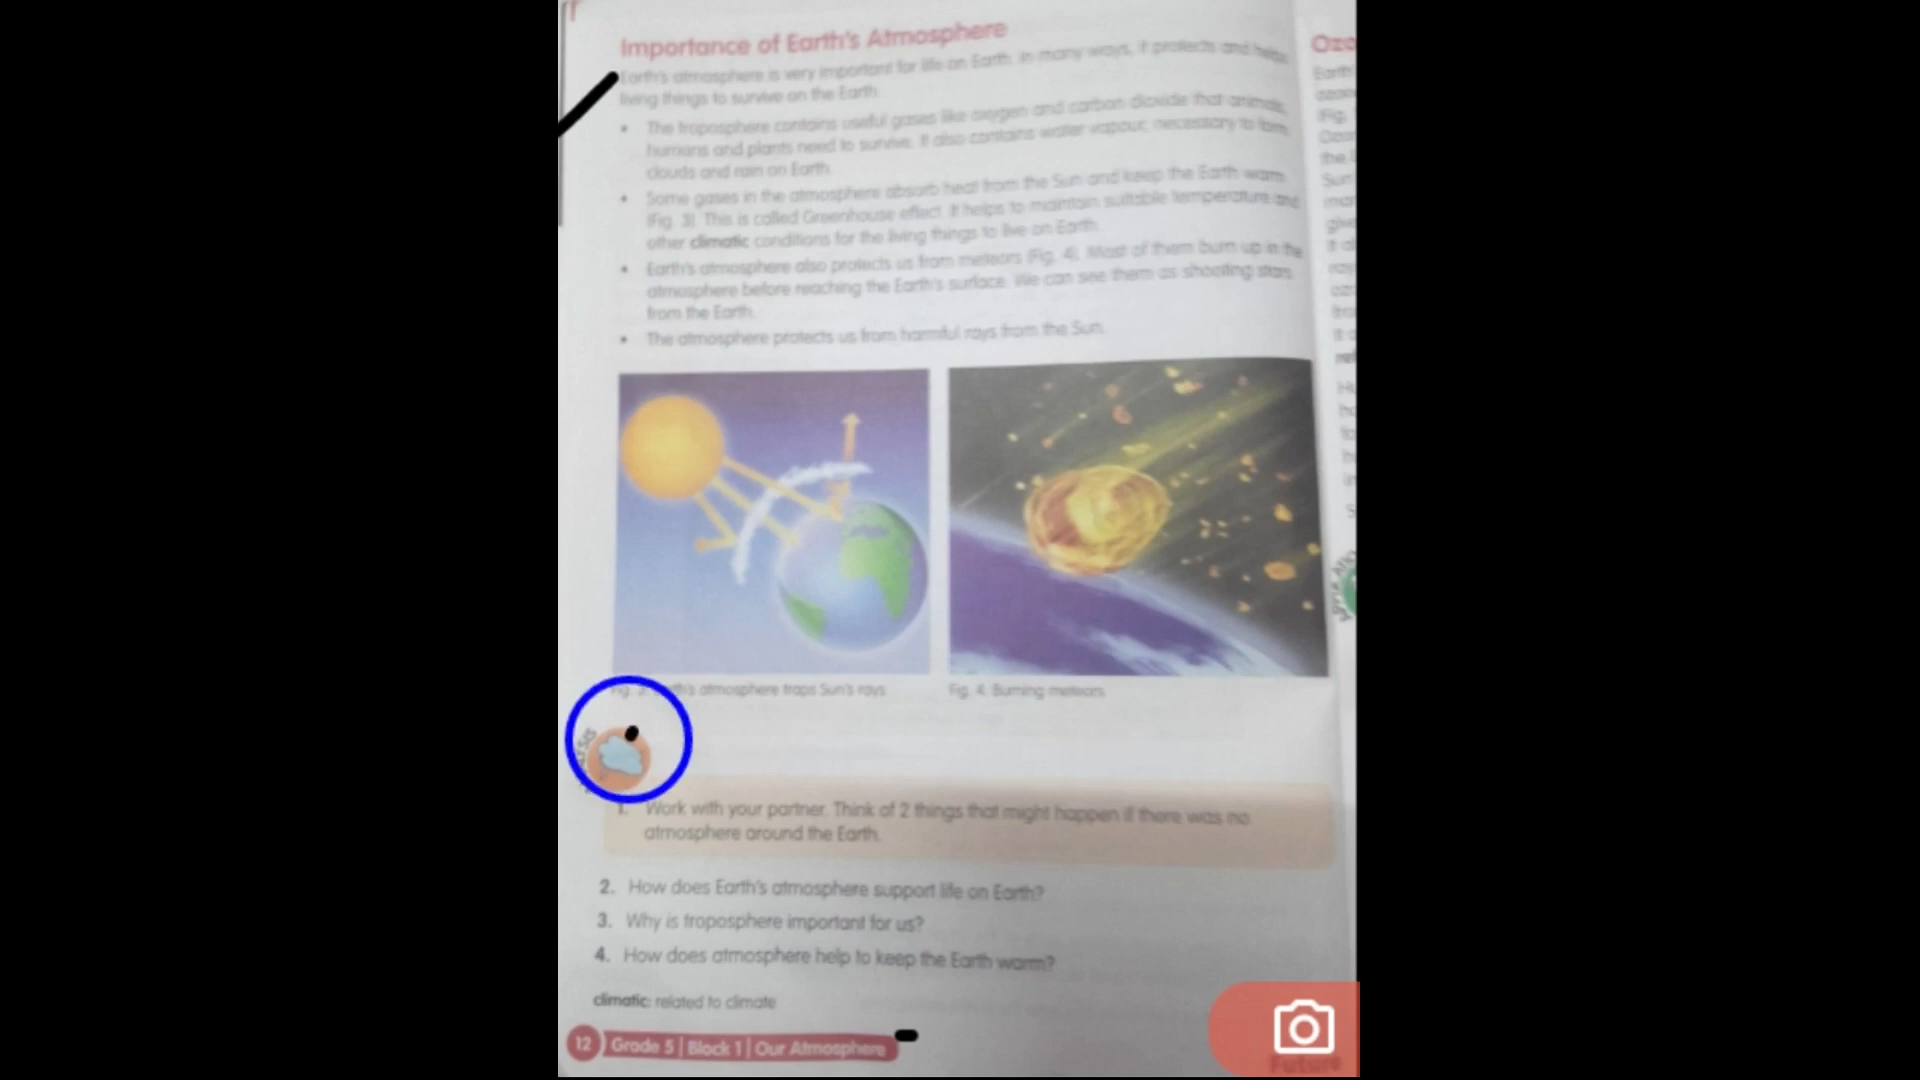 Importance of Earth's Atmosphere
Earth's atmosphere is very important for life on Earth. In many ways, it protects and helps
living things to survive on the Earth.
• The troposphere contains useful gases like oxygen and carbon dioxide that animals,
humans and plants need to survive. It also contains water vapour, necessary to form
clouds and rain on Earth.
• Some gases in the atmosphere absorb heat from the Sun and keep the Earth warm
(Fig. 3). This is called Greenhouse effect. It helps to maintain suitable temperature and
other climatic conditions for the living things to live on Earth.
• Earth's atmosphere also protects us from meteors (Fig. 4). Most of them burn up in the
atmosphere before reaching the Earth's surface. We can see them as shooting stars
from the Earth.
• The atmosphere protects us from harmful rays from the Sun.
Fig. 3: Earth's atmosphere traps Sun's rays
Fig. 4: Burning meteors
1. Work with your partner. Think of 2 things that might happen if there was no
atmosphere around the Earth.
2. How does Earth's atmosphere support life on Earth?
3. Why is troposphere important for us?
4. How does atmosphere help to keep the Earth warm?
climatic: related to climate
12 Grade 5 | Block 1 | Our Atmosphere
Future